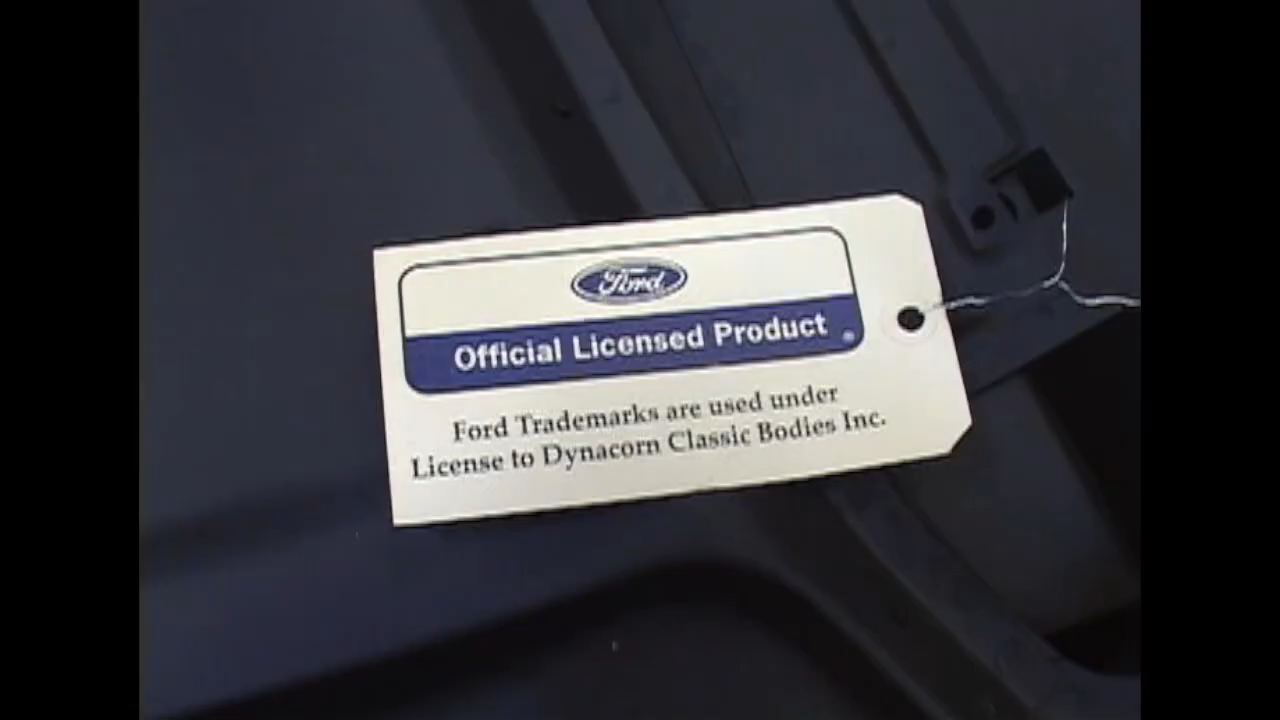 Ford
Official Licensed Product ®
Ford Trademarks are used under
License to Dynacorn Classic Bodies Inc.